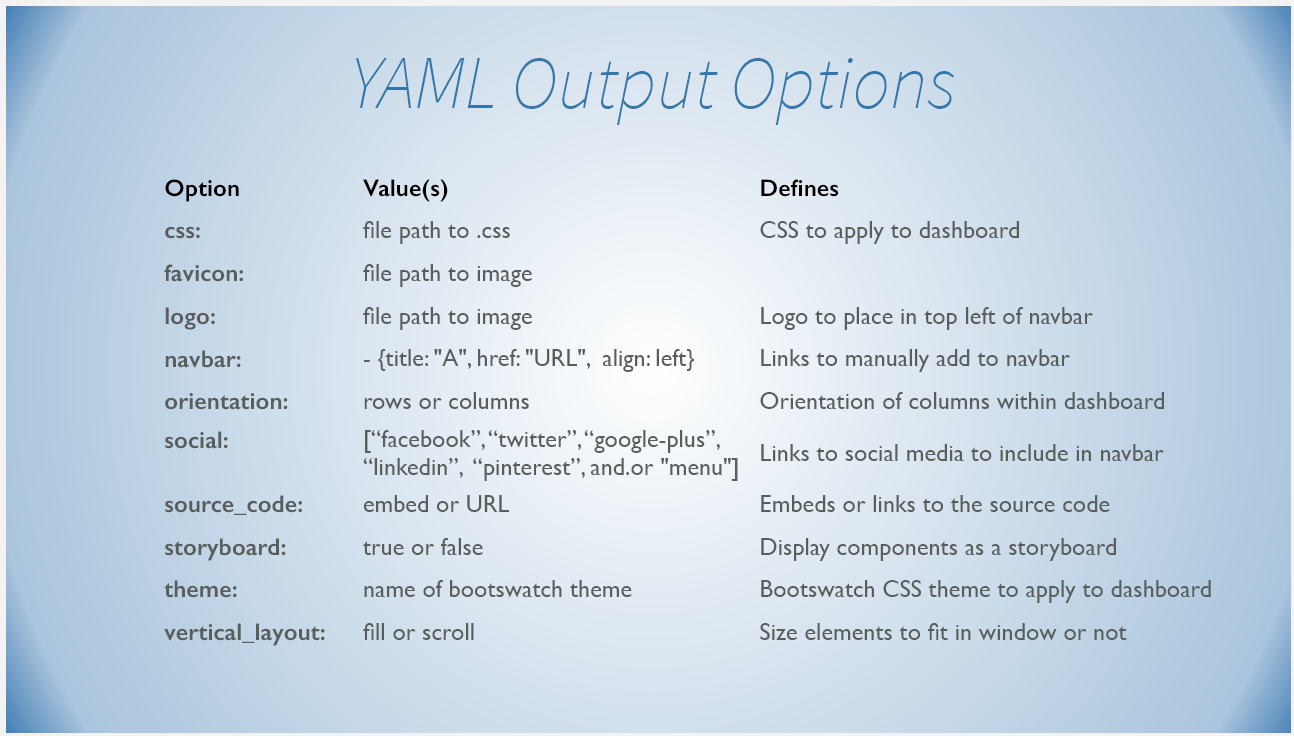 YAML Output Options
Option Value(s) Defines
css: file path to .css CSS to apply to dashboard
favicon: file path to image
logo: file path to image Logo to place in top left of navbar
navbar: - {title: "A", href: "URL",  align: left} Links to manually add to navbar
orientation: rows or columns Orientation of columns within dashboard
social: [“facebook”, “twitter”, “google-plus”,
“linkedin”, “pinterest”, and.or "menu"] Links to social media to include in navbar
source_code: embed or URL Embeds or links to the source code
storyboard: true or false Display components as a storyboard
theme: name of bootswatch theme Bootswatch CSS theme to apply to dashboard
vertical_layout: fill or scroll Size elements to fit in window or not